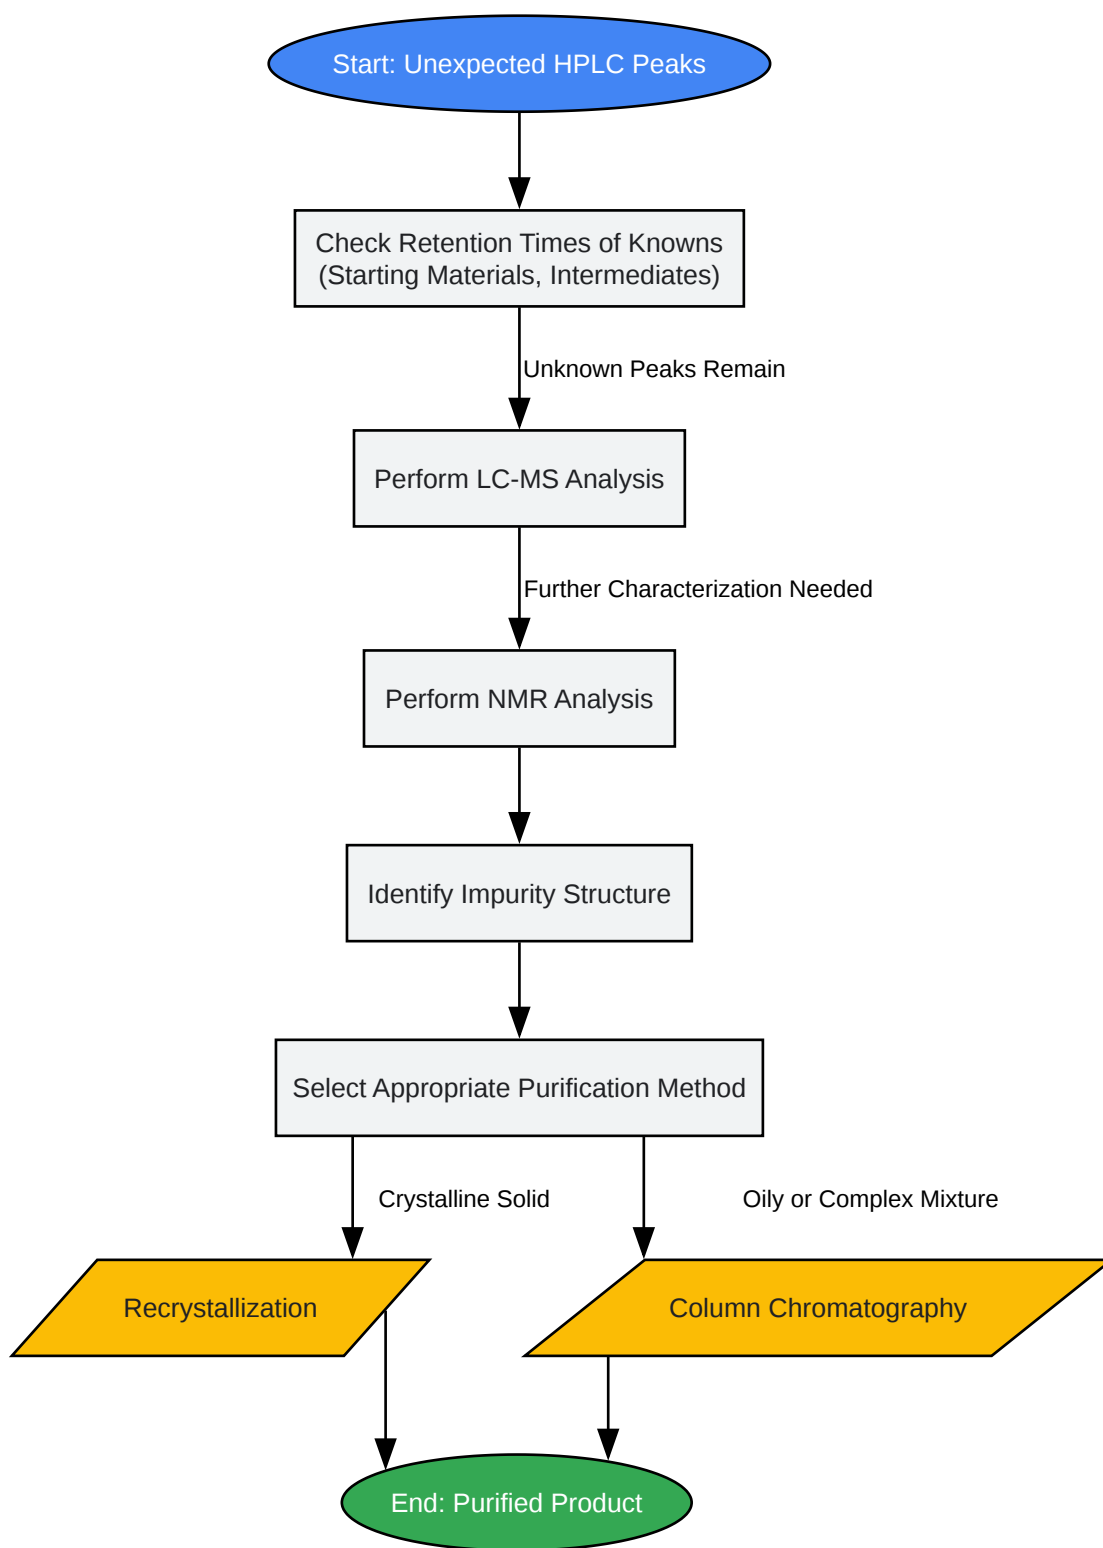 Start: Unexpected HPLC Peaks
Check Retention Times of Knowns
(Starting Materials, Intermediates)
Unknown Peaks Remain
Perform LC-MS Analysis
Further Characterization Needed
Perform NMR Analysis
Identify Impurity Structure
Select Appropriate Purification Method
Crystalline Solid
Oily or Complex Mixture
Recrystallization
Column Chromatography
End: Purified Product